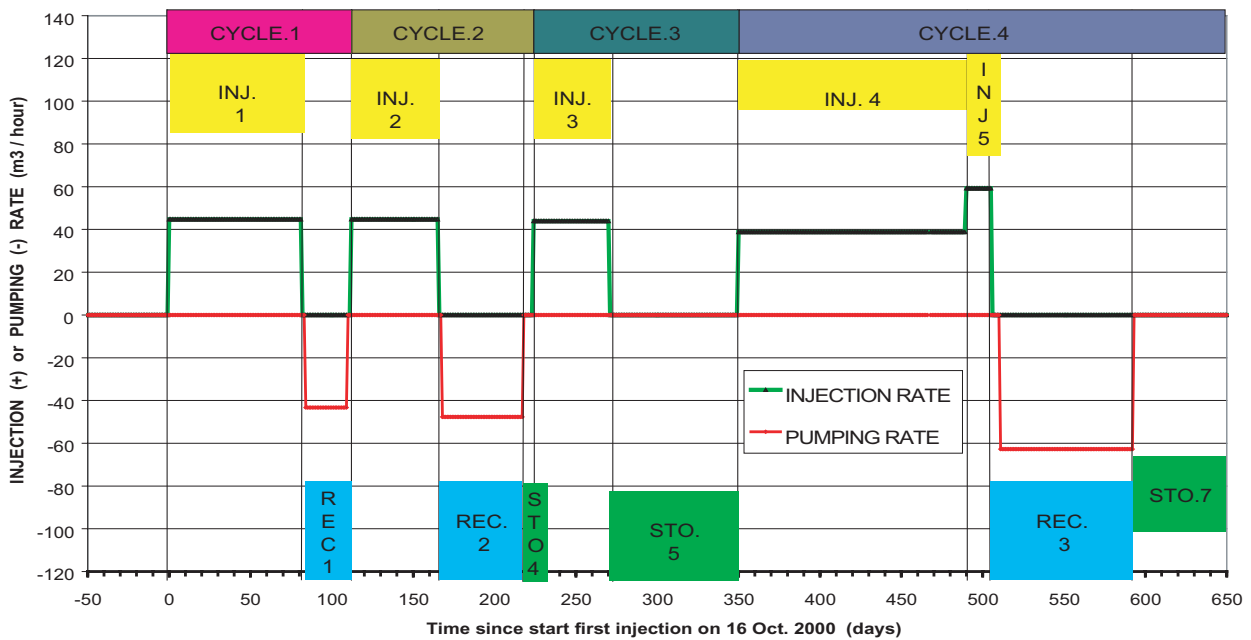 140
120
100
80
60
40
20
0
-20
-40
-60
-80
-100
-120
INJECTION (+) or PUMPING (-) RATE (m3 / hour)
CYCLE.1
CYCLE.2
CYCLE.3
CYCLE.4
INJ.
1
INJ.
2
INJ.
3
INJ. 4
I
N
J
5
INJECTION RATE
PUMPING RATE
R
E
C
1
REC.
2
S
T
O
4
STO.
5
REC.
3
STO.7
-50 0 50 100 150 200 250 300 350 400 450 500 550 600 650
Time since start first injection on 16 Oct. 2000 (days)